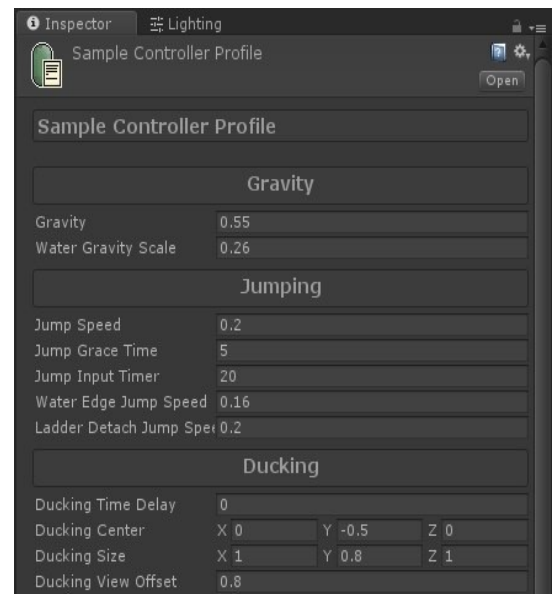 Inspector Lighting
Sample Controller Profile
Open
Sample Controller Profile
Gravity
Gravity 0.55
Water Gravity Scale 0.26
Jumping
Jump Speed 0.2
Jump Grace Time 5
Jump Input Timer 20
Water Edge Jump Speed 0.16
Ladder Detach Jump Spee 0.2
Ducking
Ducking Time Delay 0
Ducking Center X 0 Y -0.5 Z 0
Ducking Size X 1 Y 0.8 Z 1
Ducking View Offset 0.8